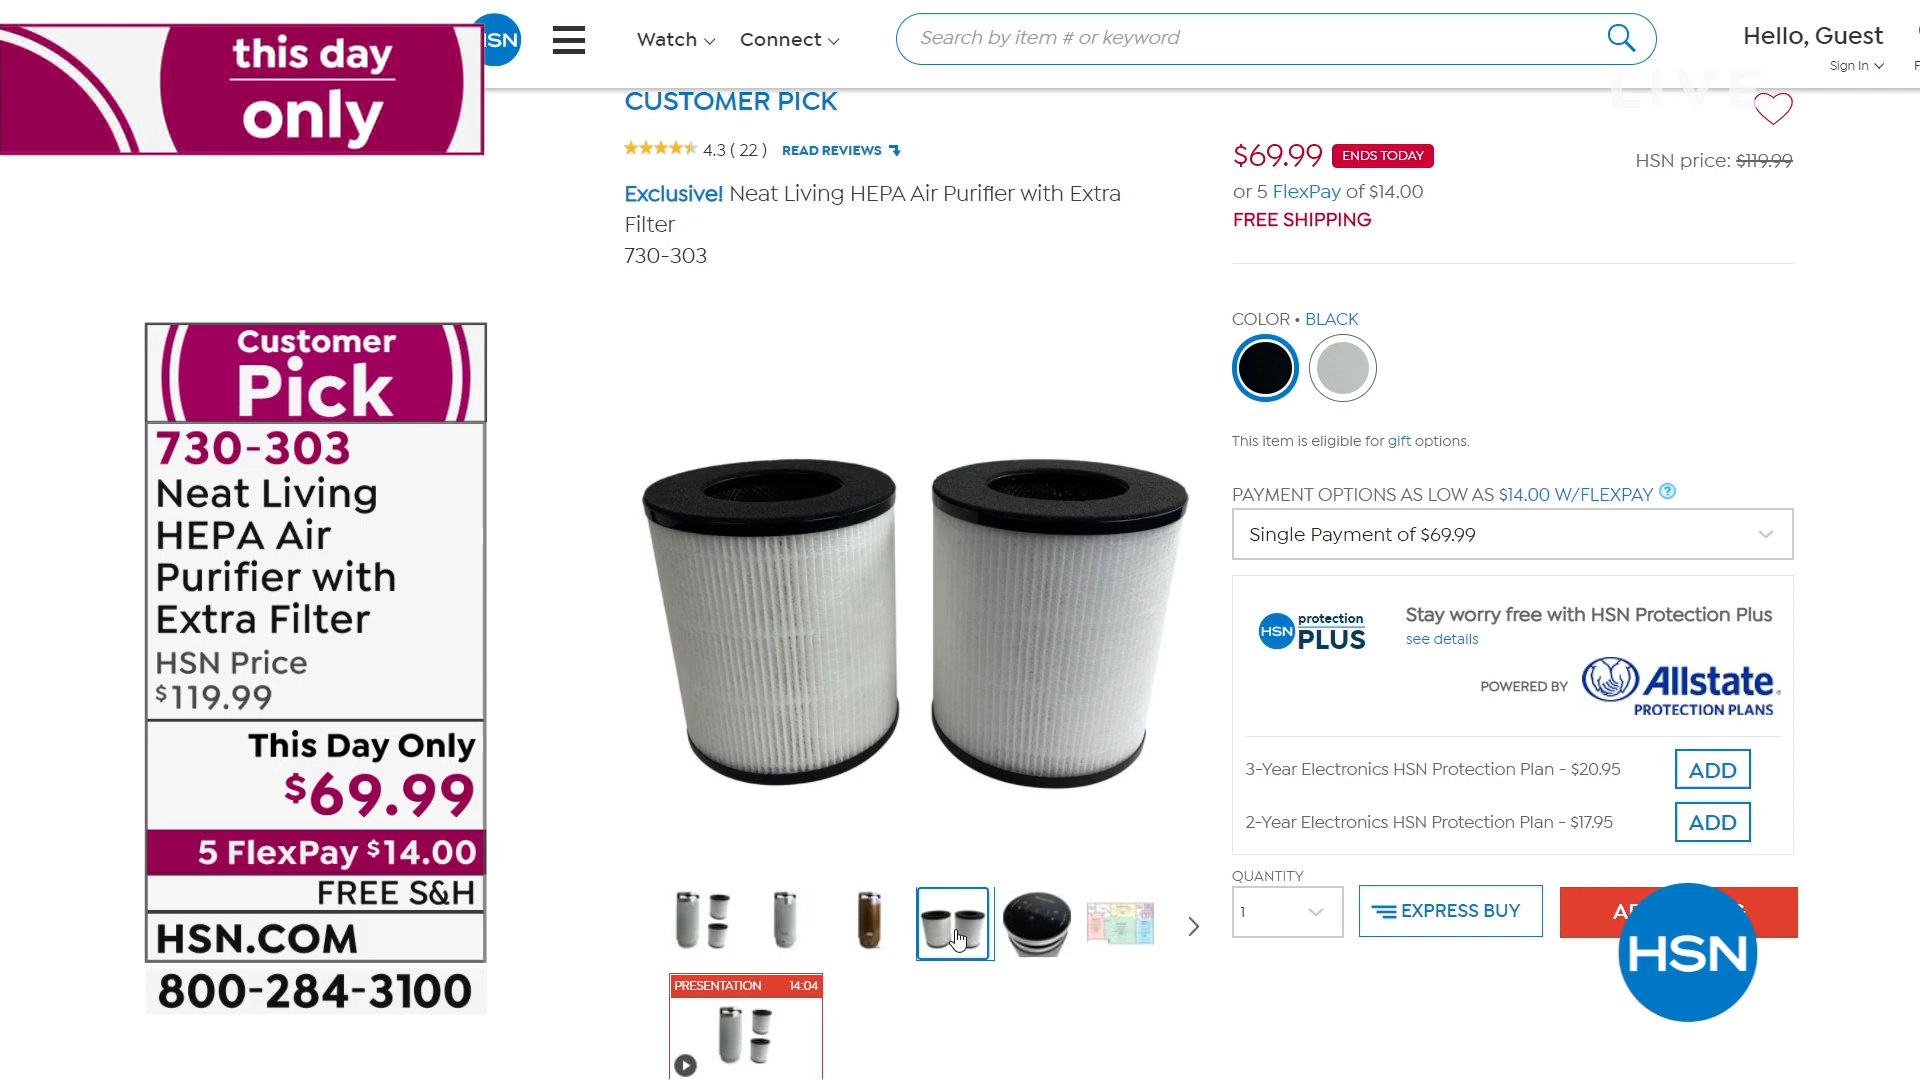 this day
only
HSN
Watch
Connect
Search by item # or keyword
Hello, Guest
Sign In
LIVE
CUSTOMER PICK
4.3 ( 22 ) READ REVIEWS
Exclusive! Neat Living HEPA Air Purifier with Extra
Filter
730-303
$69.99 ENDS TODAY
HSN price: $119.99
or 5 FlexPay of $14.00
FREE SHIPPING
COLOR • BLACK
This item is eligible for gift options.
PAYMENT OPTIONS AS LOW AS $14.00 W/FLEXPAY ?
Single Payment of $69.99
HSN protection PLUS
Stay worry free with HSN Protection Plus
see details
POWERED BY Allstate
PROTECTION PLANS
3-Year Electronics HSN Protection Plan - $20.95 ADD
2-Year Electronics HSN Protection Plan - $17.95 ADD
QUANTITY
1
EXPRESS BUY
HSN
Customer
Pick
730-303
Neat Living
HEPA Air
Purifier with
Extra Filter
HSN Price
$119.99
This Day Only
$69.99
5 FlexPay $14.00
FREE S&H
HSN.COM
800-284-3100
PRESENTATION 14:04